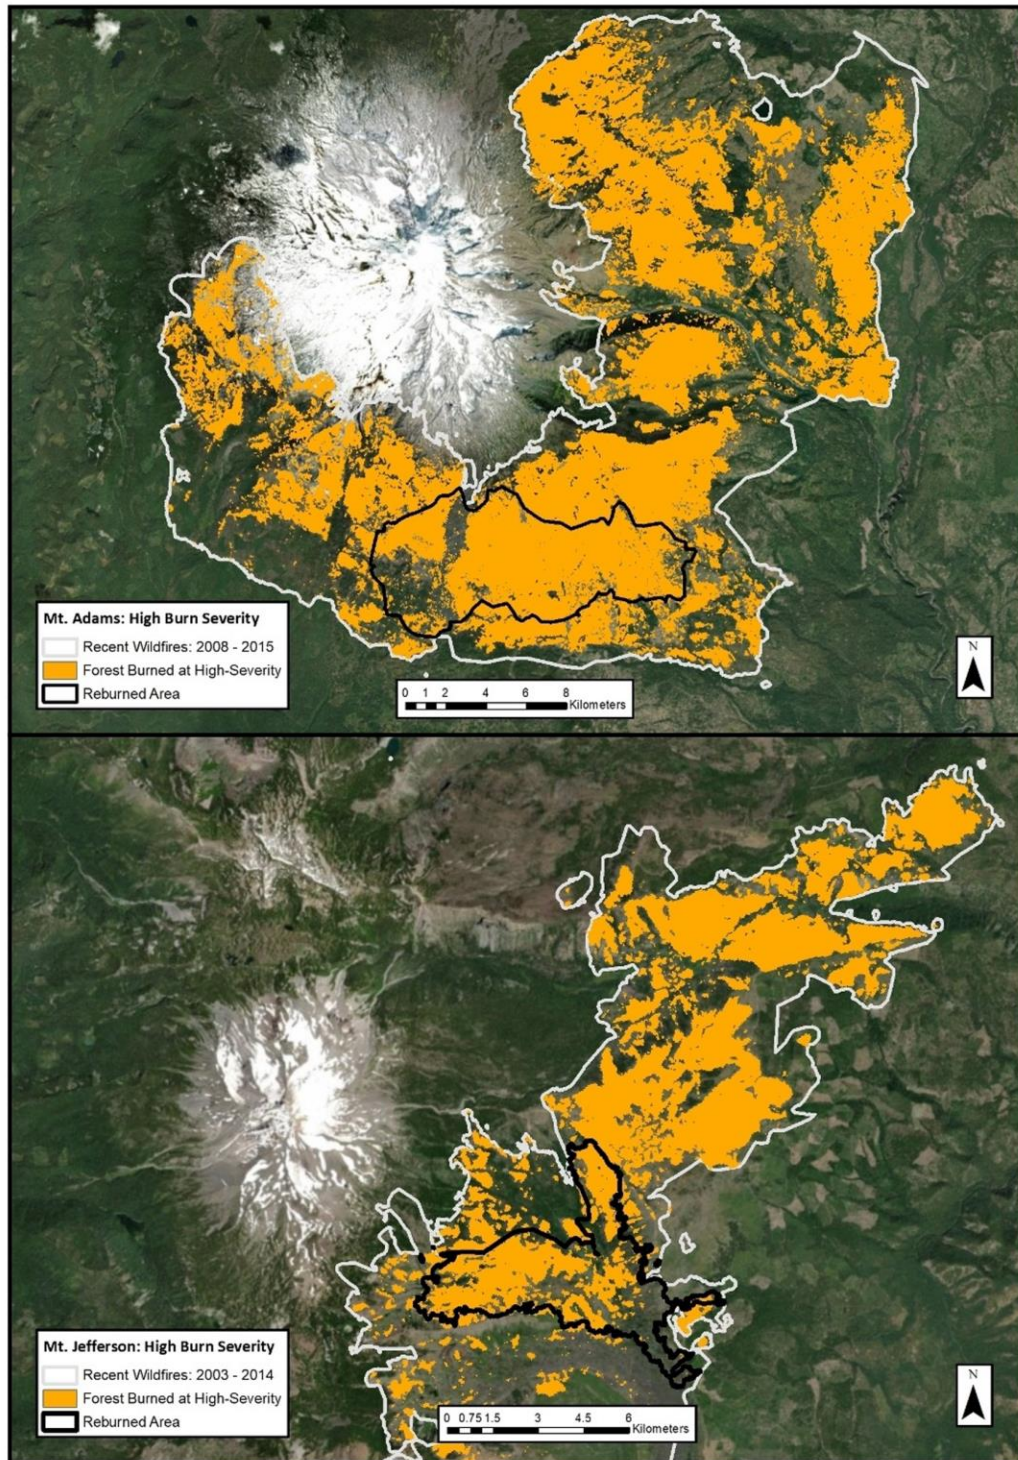 Mt. Adams: High Burn Severity
Recent Wildfires: 2008 - 2015
Forest Burned at High-Severity
Reburned Area
0 1 2 4 6 8
Kilometers
N
Mt. Jefferson: High Burn Severity
Recent Wildfires: 2003 - 2014
Forest Burned at High-Severity
Reburned Area
0 0.75 1.5 3 4.5 6
Kilometers
N